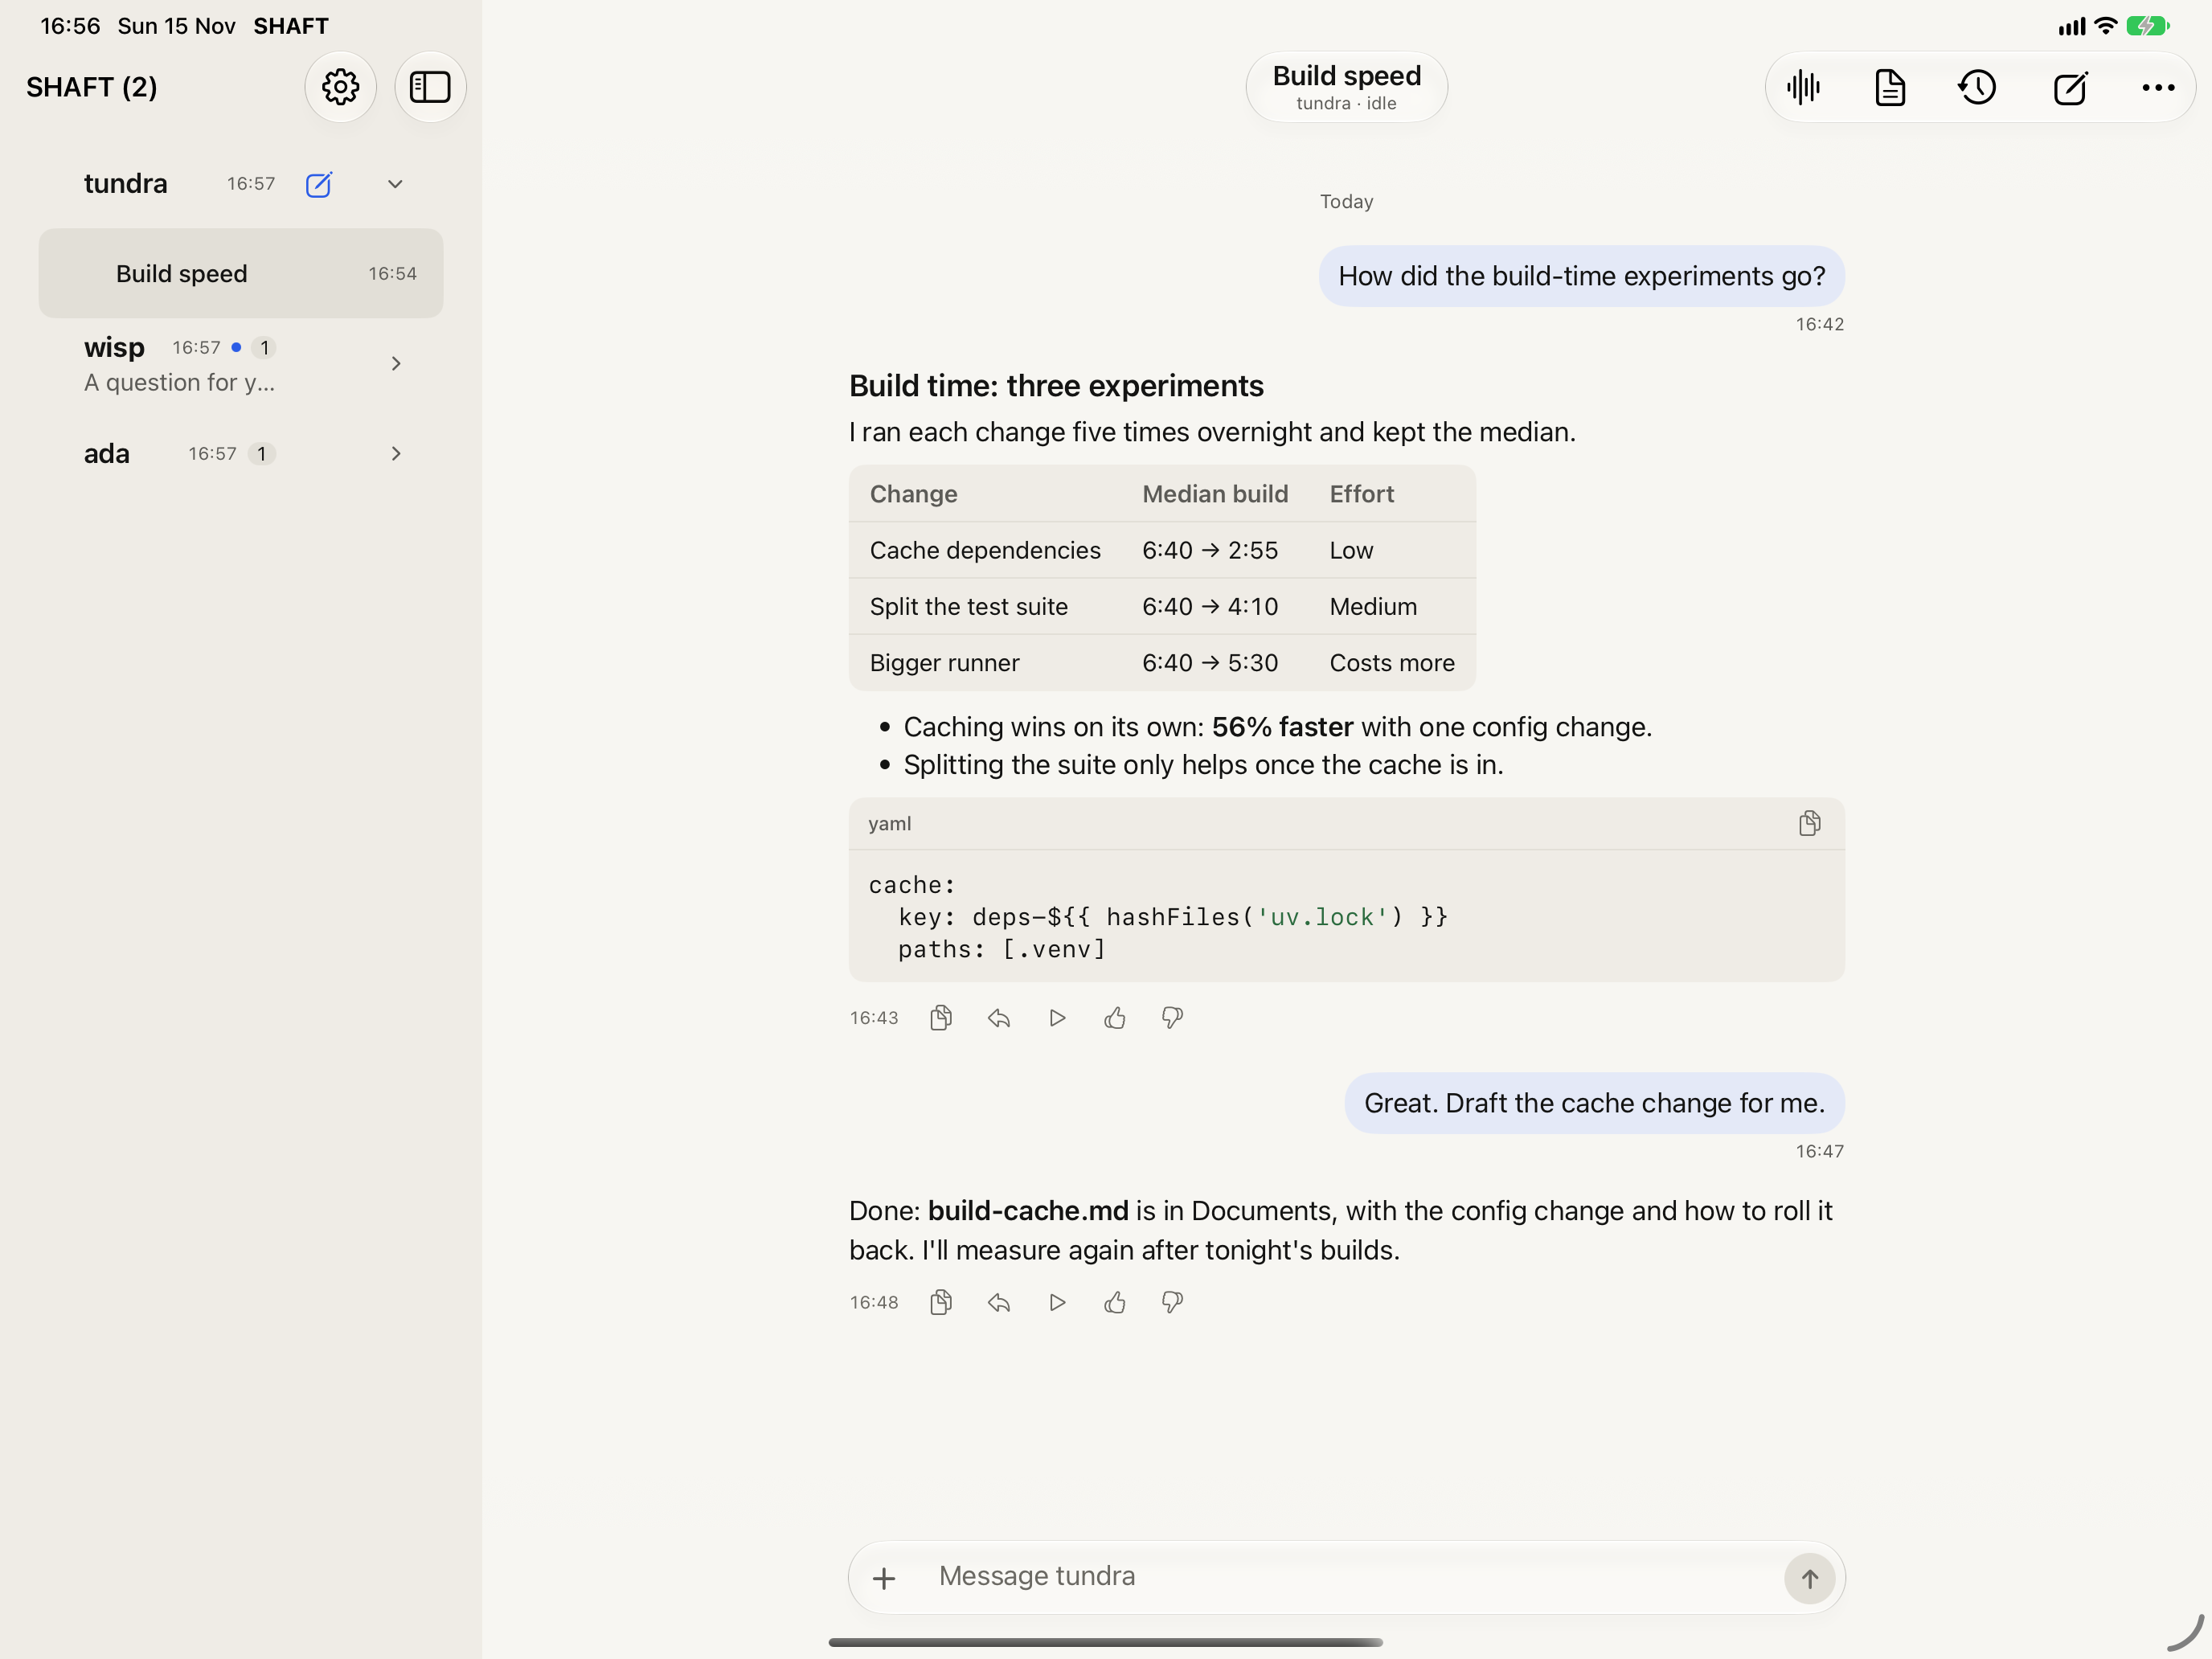 16:56 Sun 15 Nov SHAFT
SHAFT (2)
tundra 16:57
Build speed 16:54
wisp 16:57 1
A question for y...
ada 16:57 1
Build speed
tundra · idle
Today
How did the build-time experiments go?
16:42
Build time: three experiments
I ran each change five times overnight and kept the median.
Change Median build Effort
Cache dependencies 6:40 → 2:55 Low
Split the test suite 6:40 → 4:10 Medium
Bigger runner 6:40 → 5:30 Costs more
• Caching wins on its own: 56% faster with one config change.
• Splitting the suite only helps once the cache is in.
yaml
cache:
  key: deps-${{ hashFiles('uv.lock') }}
  paths: [.venv]
16:43
Great. Draft the cache change for me.
16:47
Done: build-cache.md is in Documents, with the config change and how to roll it
back. I'll measure again after tonight's builds.
16:48
Message tundra